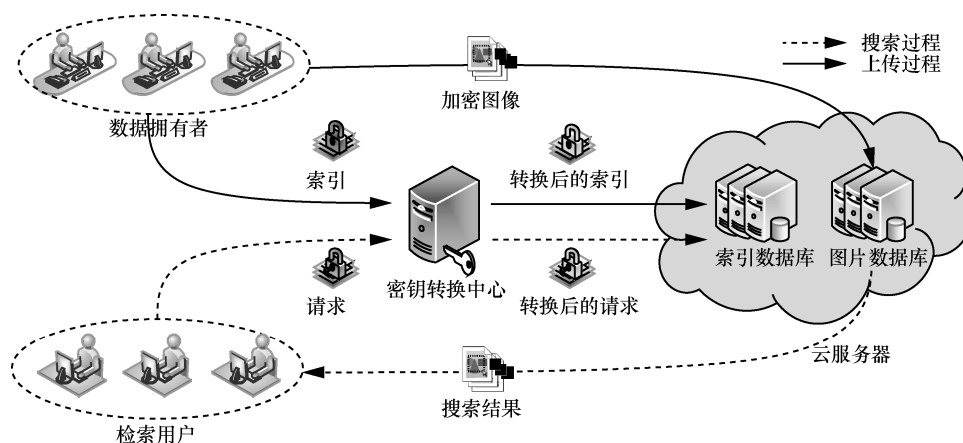 搜索过程
上传过程
加密图像
数据拥有者
索引
转换后的索引
索引数据库
图片数据库
请求
密钥转换中心
转换后的请求
云服务器
搜索结果
检索用户